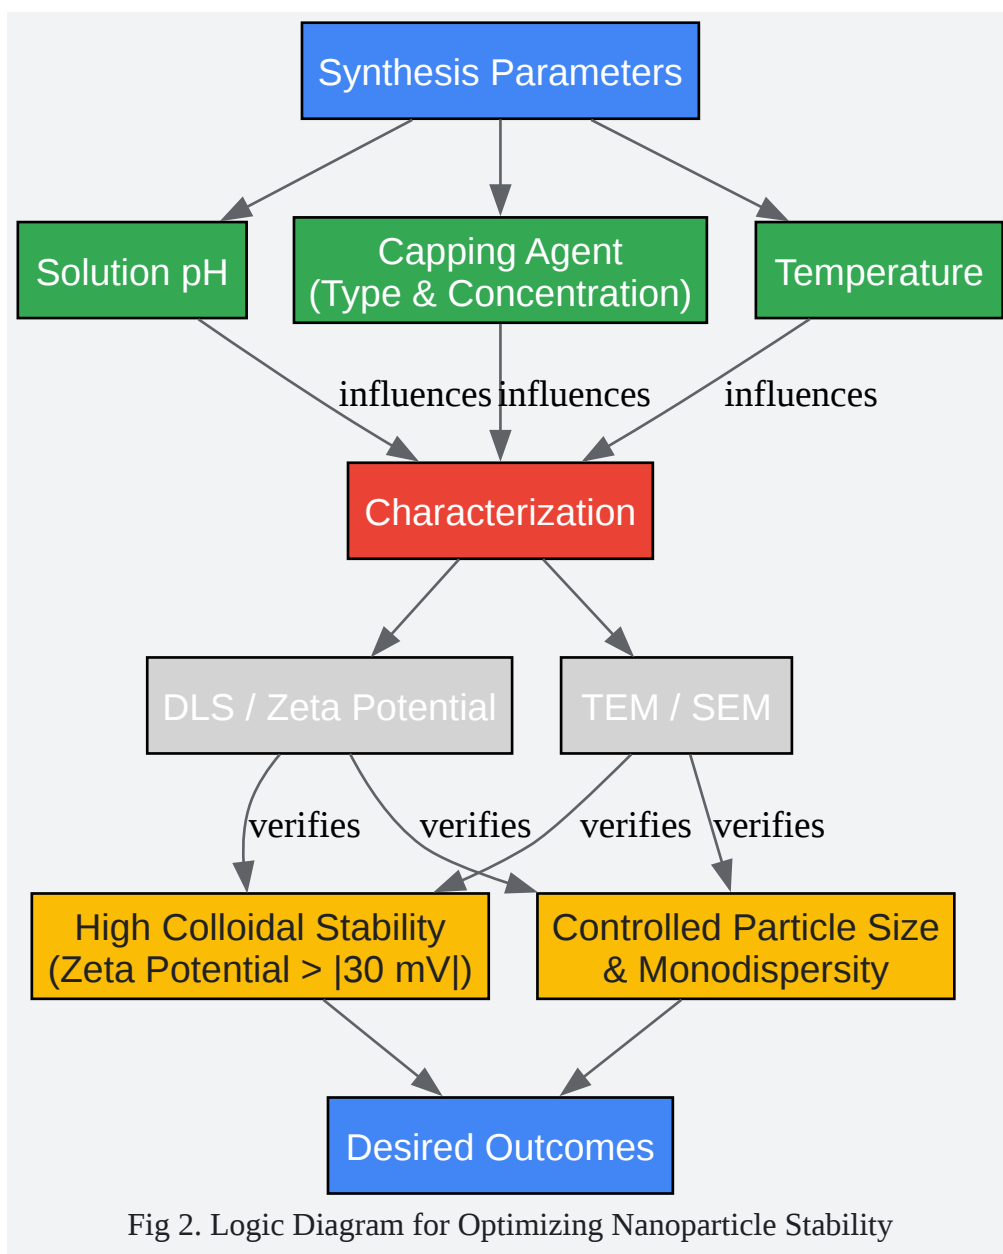 Synthesis Parameters
Solution pH
Capping Agent
(Type & Concentration)
Temperature
influences
influences
influences
Characterization
DLS / Zeta Potential
TEM / SEM
verifies
verifies
verifies
verifies
High Colloidal Stability
(Zeta Potential > |30 mV|)
Controlled Particle Size
& Monodispersity
Desired Outcomes
Fig 2. Logic Diagram for Optimizing Nanoparticle Stability